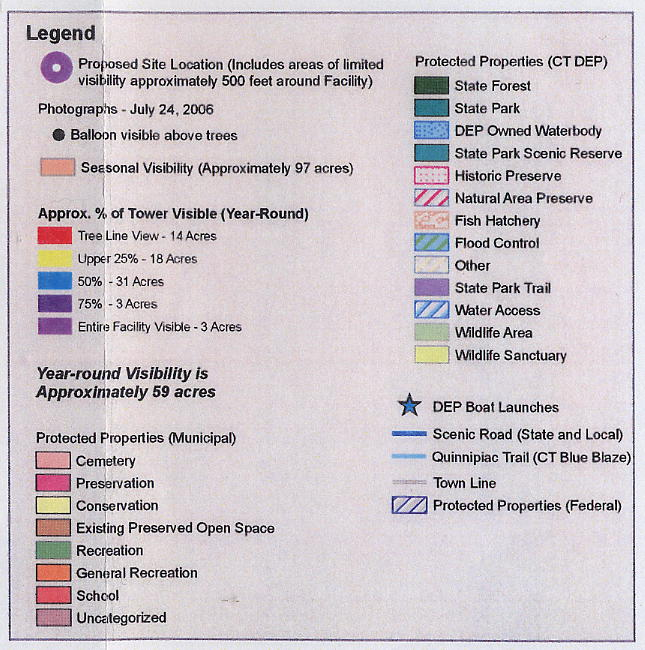 Legend
Proposed Site Location (Includes areas of limited
visibility approximately 500 feet around Facility)
Photographs - July 24, 2006
Balloon visible above trees
Seasonal Visibility (Approximately 97 acres)
Approx. % of Tower Visible (Year-Round)
Tree Line View - 14 Acres
Upper 25% - 18 Acres
50% - 31 Acres
75% - 3 Acres
Entire Facility Visible - 3 Acres
Year-round Visibility is
Approximately 59 acres
Protected Properties (Municipal)
Cemetery
Preservation
Conservation
Existing Preserved Open Space
Recreation
General Recreation
School
Uncategorized
Protected Properties (CT DEP)
State Forest
State Park
DEP Owned Waterbody
State Park Scenic Reserve
Historic Preserve
Natural Area Preserve
Fish Hatchery
Flood Control
Other
State Park Trail
Water Access
Wildlife Area
Wildlife Sanctuary
DEP Boat Launches
Scenic Road (State and Local)
Quinnipiac Trail (CT Blue Blaze)
Town Line
Protected Properties (Federal)